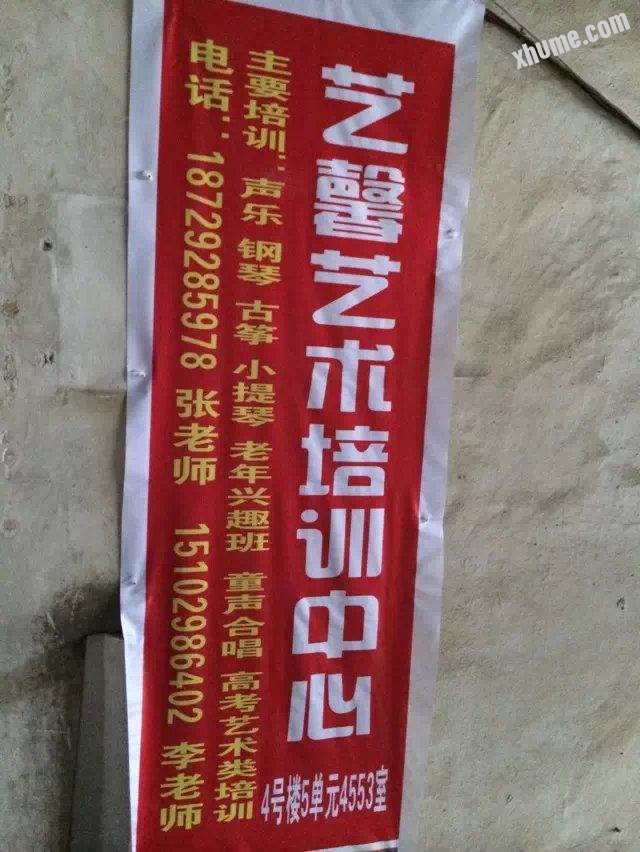 xhume.com
艺馨艺术培训中心
4号楼5单元4553室
主要培训：声乐 钢琴 古筝 小提琴 老年兴趣班 童声合唱 高考艺术类培训
电话：18729285978 张老师 15102986402 李老师